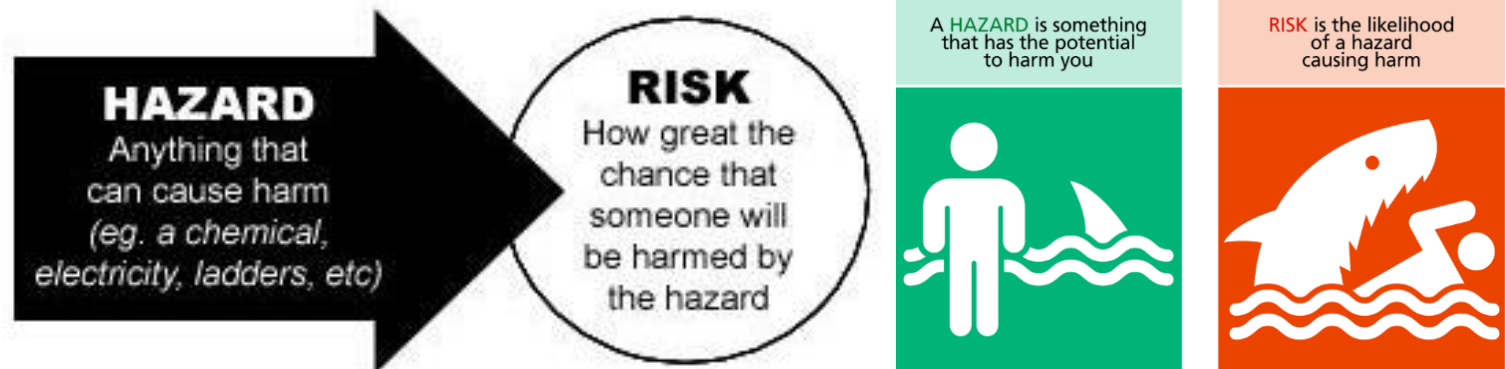 HAZARD
Anything that
can cause harm
(eg. a chemical,
electricity, ladders, etc)
RISK
How great the
chance that
someone will
be harmed by
the hazard
A HAZARD is something
that has the potential
to harm you
RISK is the likelihood
of a hazard
causing harm